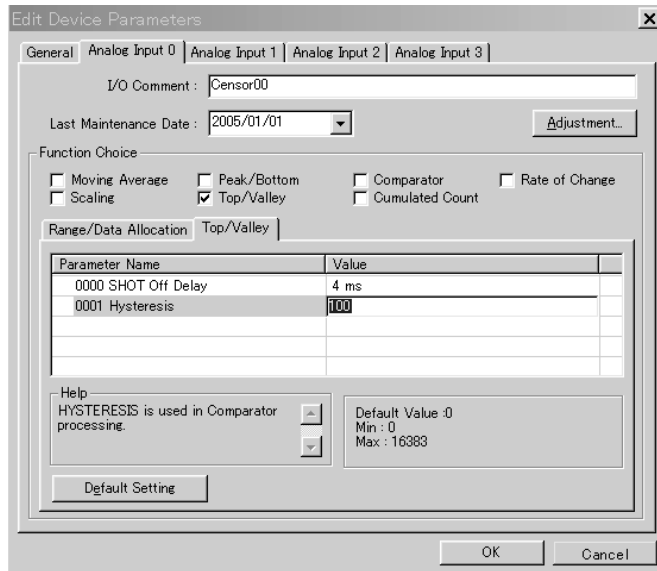 Edit Device Parameters
General Analog Input 0 Analog Input 1 Analog Input 2 Analog Input 3
I/O Comment : Censor00
Last Maintenance Date : 2005/01/01 Adjustment...
Function Choice
Moving Average Peak/Bottom Comparator Rate of Change
Scaling Top/Valley Cumulated Count
Range/Data Allocation Top/Valley
Parameter Name Value
0000 SHOT Off Delay 4 ms
0001 Hysteresis 100
Help
HYSTERESIS is used in Comparator
processing.
Default Value :0
Min : 0
Max : 16383
Default Setting
OK Cancel